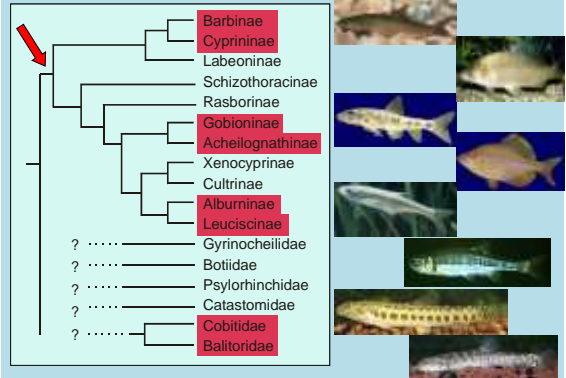 Barbinae
Cyprininae
Labeoninae
Schizothoracinae
Rasborinae
Gobioninae
Acheilognathinae
Xenocyprinae
Cultrinae
Alburninae
Leuciscinae
? Gyrinocheilidae
? Botiidae
? Psylorhinchidae
? Catastomidae
? Cobitidae
Balitoridae